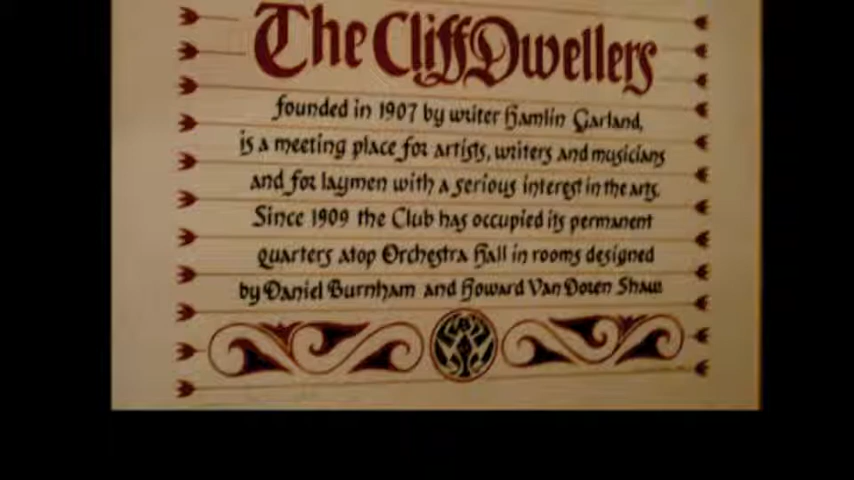 The Cliff Dwellers
founded in 1907 by writer Hamlin Garland,
is a meeting place for artists, writers and musicians
and for laymen with a serious interest in the arts.
Since 1909 the Club has occupied its permanent
quarters atop Orchestra Hall in rooms designed
by Daniel Burnham and Howard Van Doren Shaw